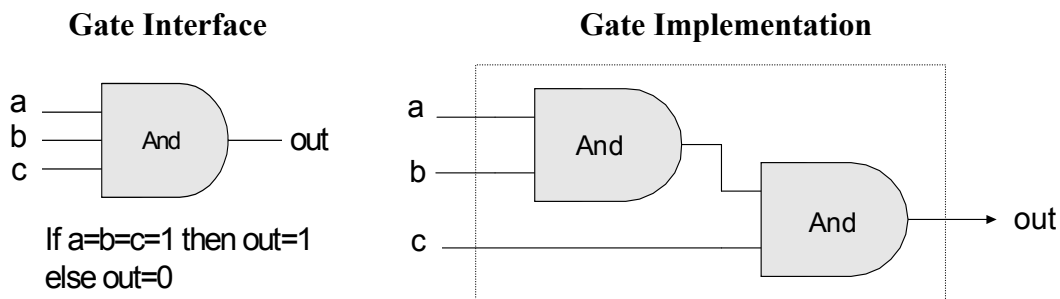 Gate Interface
a
b
c
And
out
If a=b=c=1 then out=1
else out=0
Gate Implementation
a
b
c
And
And
out